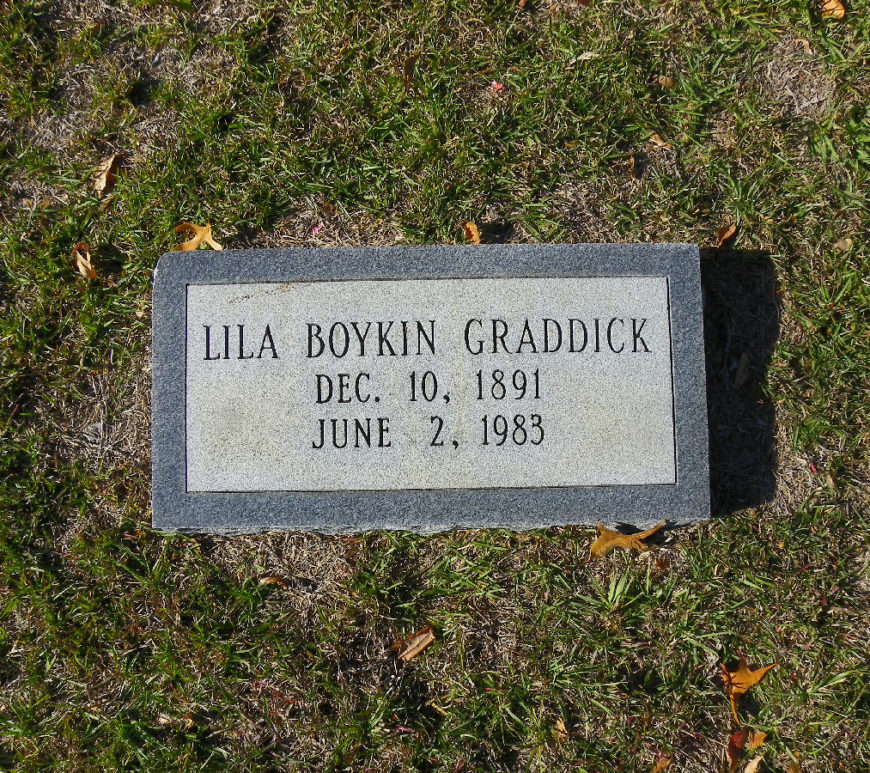 LILA BOYKIN GRADDICK
DEC. 10, 1891
JUNE 2, 1983